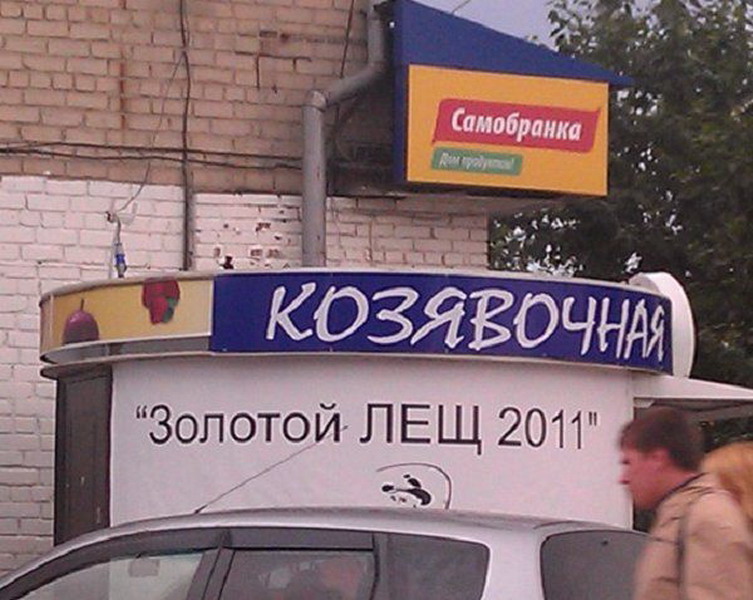 Самобранка
Дом продуктов!
КОЗЯВОЧНАЯ
"Золотой ЛЕЩ 2011"